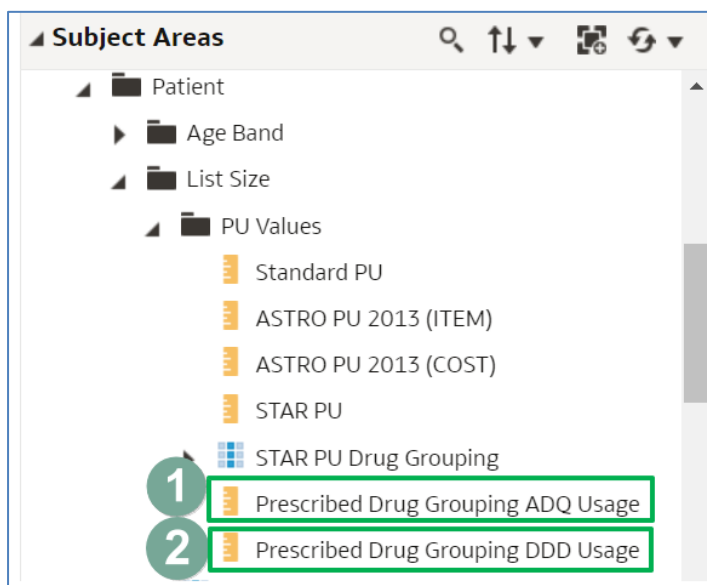 Subject Areas
Patient
Age Band
List Size
PU Values
Standard PU
ASTRO PU 2013 (ITEM)
ASTRO PU 2013 (COST)
STAR PU
STAR PU Drug Grouping
1 Prescribed Drug Grouping ADQ Usage
2 Prescribed Drug Grouping DDD Usage